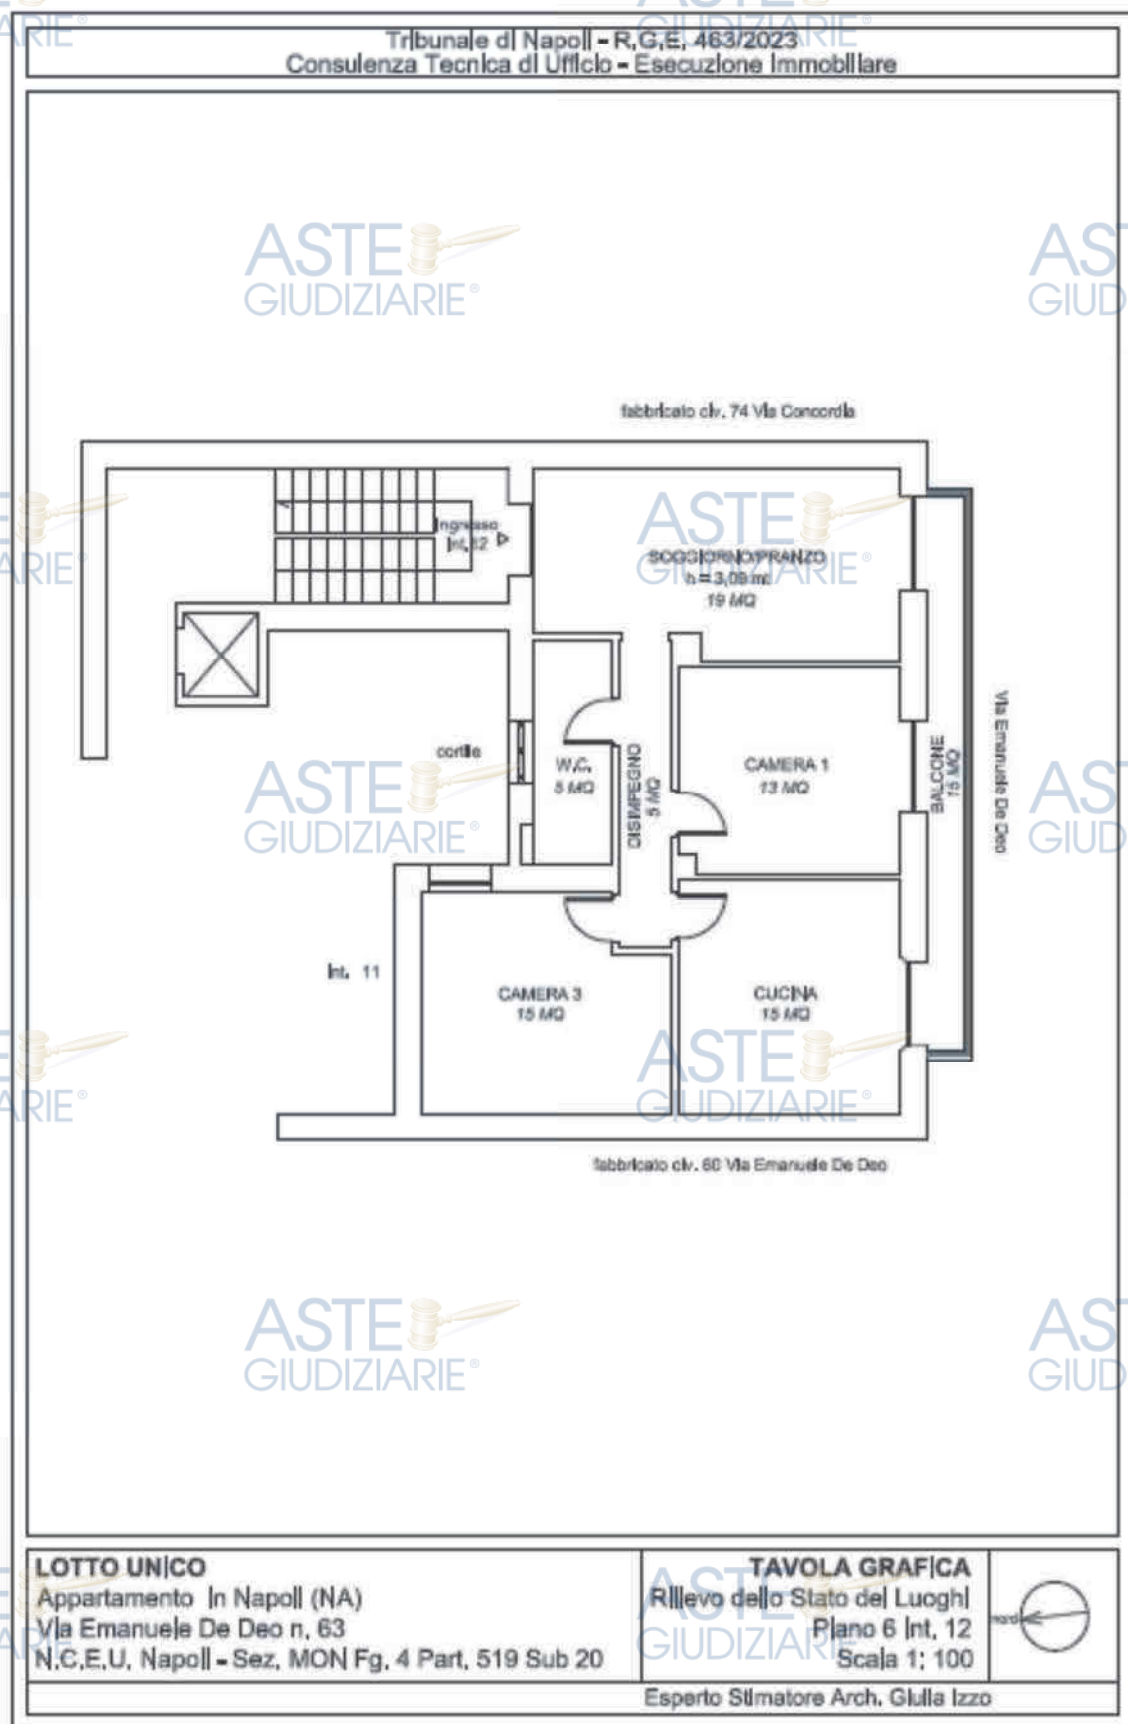 Tribunale di Napoli - R.G.E. 463/2023
Consulenza Tecnica di Ufficio - Esecuzione Immobiliare
ASTE
GIUDIZIARIE®
fabbricato civ. 74 Via Concordia
Ingresso
Int. 12
SOGGIORNO/PRANZO
h = 3,09 mt
19 MQ
cortile
W.C.
5 MQ
DISIMPEGNO
5 MQ
CAMERA 1
13 MQ
BALCONE
15 MQ
Via Emanuele De Deo
Int. 11
CAMERA 3
15 MQ
CUCINA
15 MQ
fabbricato civ. 60 Via Emanuele De Deo
LOTTO UNICO
Appartamento in Napoli (NA)
Via Emanuele De Deo n. 63
N.C.E.U. Napoli - Sez. MON Fg. 4 Part. 519 Sub 20
TAVOLA GRAFICA
Rilievo dello Stato dei Luoghi
Piano 6 Int. 12
Scala 1: 100
nord
Esperto Stimatore Arch. Giulia Izzo